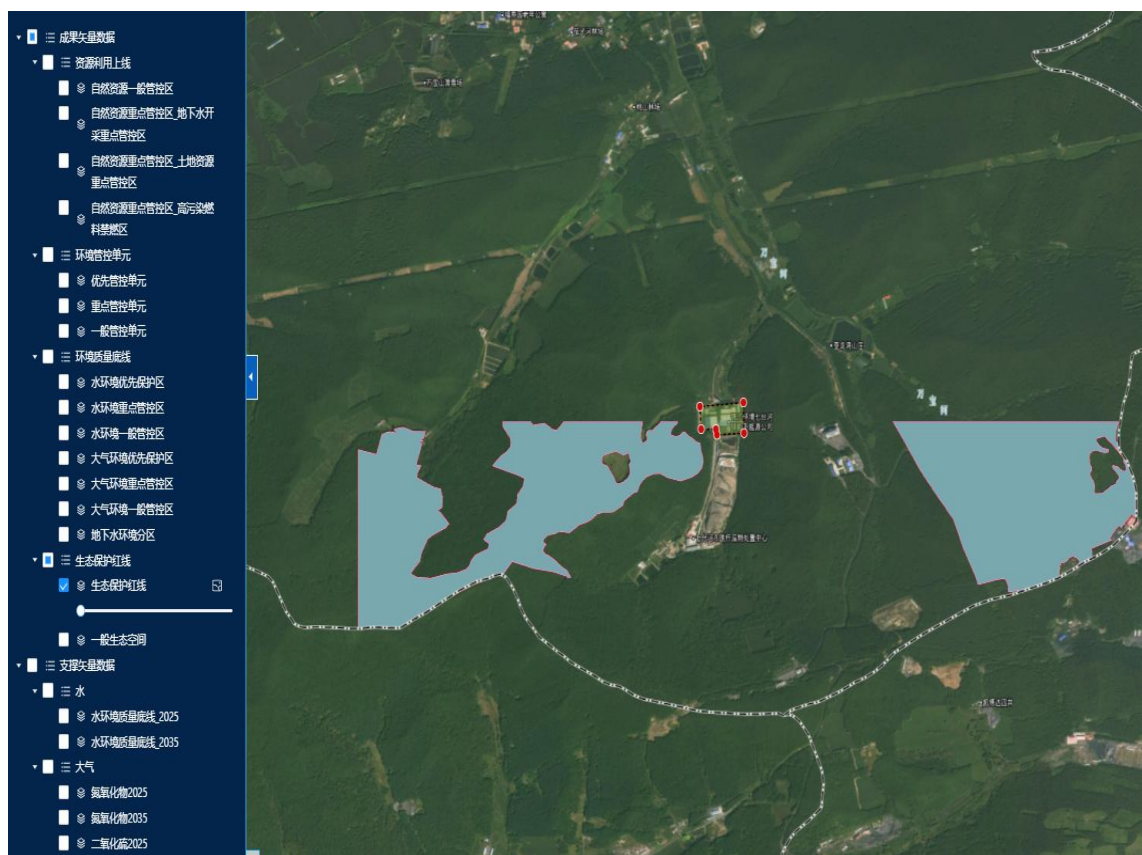 成果矢量数据
资源利用上线
自然资源一般管控区
自然资源重点管控区_地下水开
采重点管控区
自然资源重点管控区_土地资源
重点管控区
自然资源重点管控区_高污染燃
料禁燃区
环境管控单元
优先管控单元
重点管控单元
一般管控单元
环境质量底线
水环境优先保护区
水环境重点管控区
水环境一般管控区
大气环境优先保护区
大气环境重点管控区
大气环境一般管控区
地下水环境分区
生态保护红线
生态保护红线
一般生态空间
支撑矢量数据
水
水环境质量底线_2025
水环境质量底线_2035
大气
氮氧化物2025
氮氧化物2035
二氧化硫2025
桃山林场
万宝河
万宝河